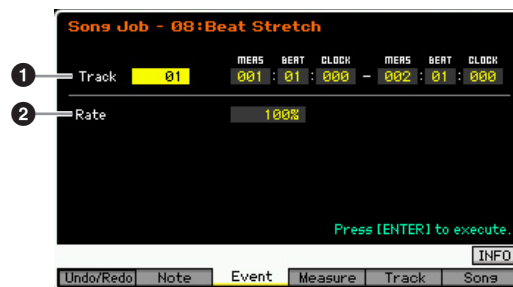 Song Job - 08:Beat Stretch
MEAS BEAT CLOCK MEAS BEAT CLOCK
1 Track 01 001 : 01 : 000 - 002 : 01 : 000
2 Rate 100%
Press [ENTER] to execute.
INFO
Undo/Redo Note Event Measure Track Song